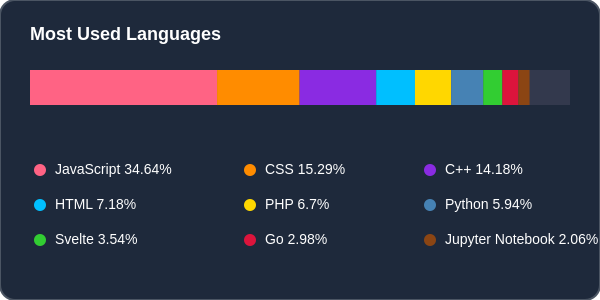 Most Used Languages
JavaScript 34.64% CSS 15.29% C++ 14.18%
HTML 7.18% PHP 6.7% Python 5.94%
Svelte 3.54% Go 2.98% Jupyter Notebook 2.06%